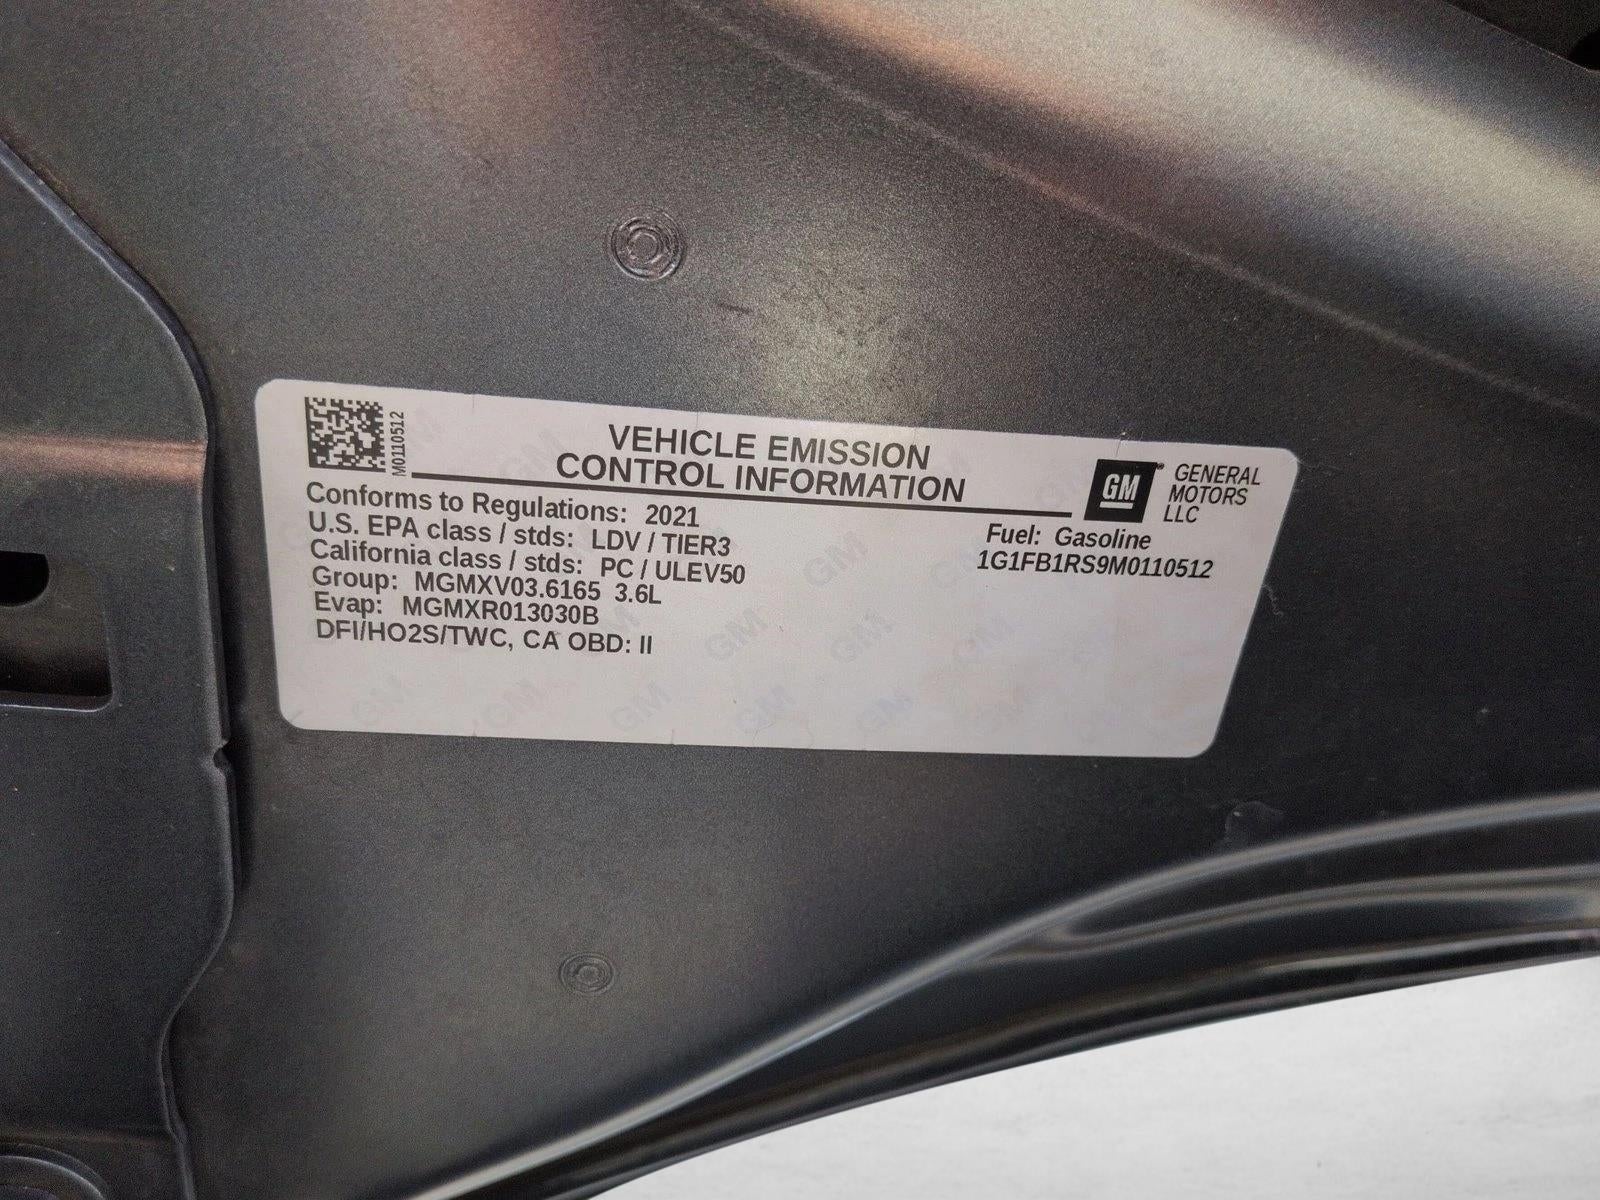 M0110512
VEHICLE EMISSION
CONTROL INFORMATION
GM
GENERAL
MOTORS
LLC
Conforms to Regulations: 2021
U.S. EPA class / stds: LDV / TIER3
California class / stds: PC / ULEV50
Group: MGMXV03.6165 3.6L
Evap: MGMXR013030B
DFI/HO2S/TWC, CA OBD: II
Fuel: Gasoline
1G1FB1RS9M0110512